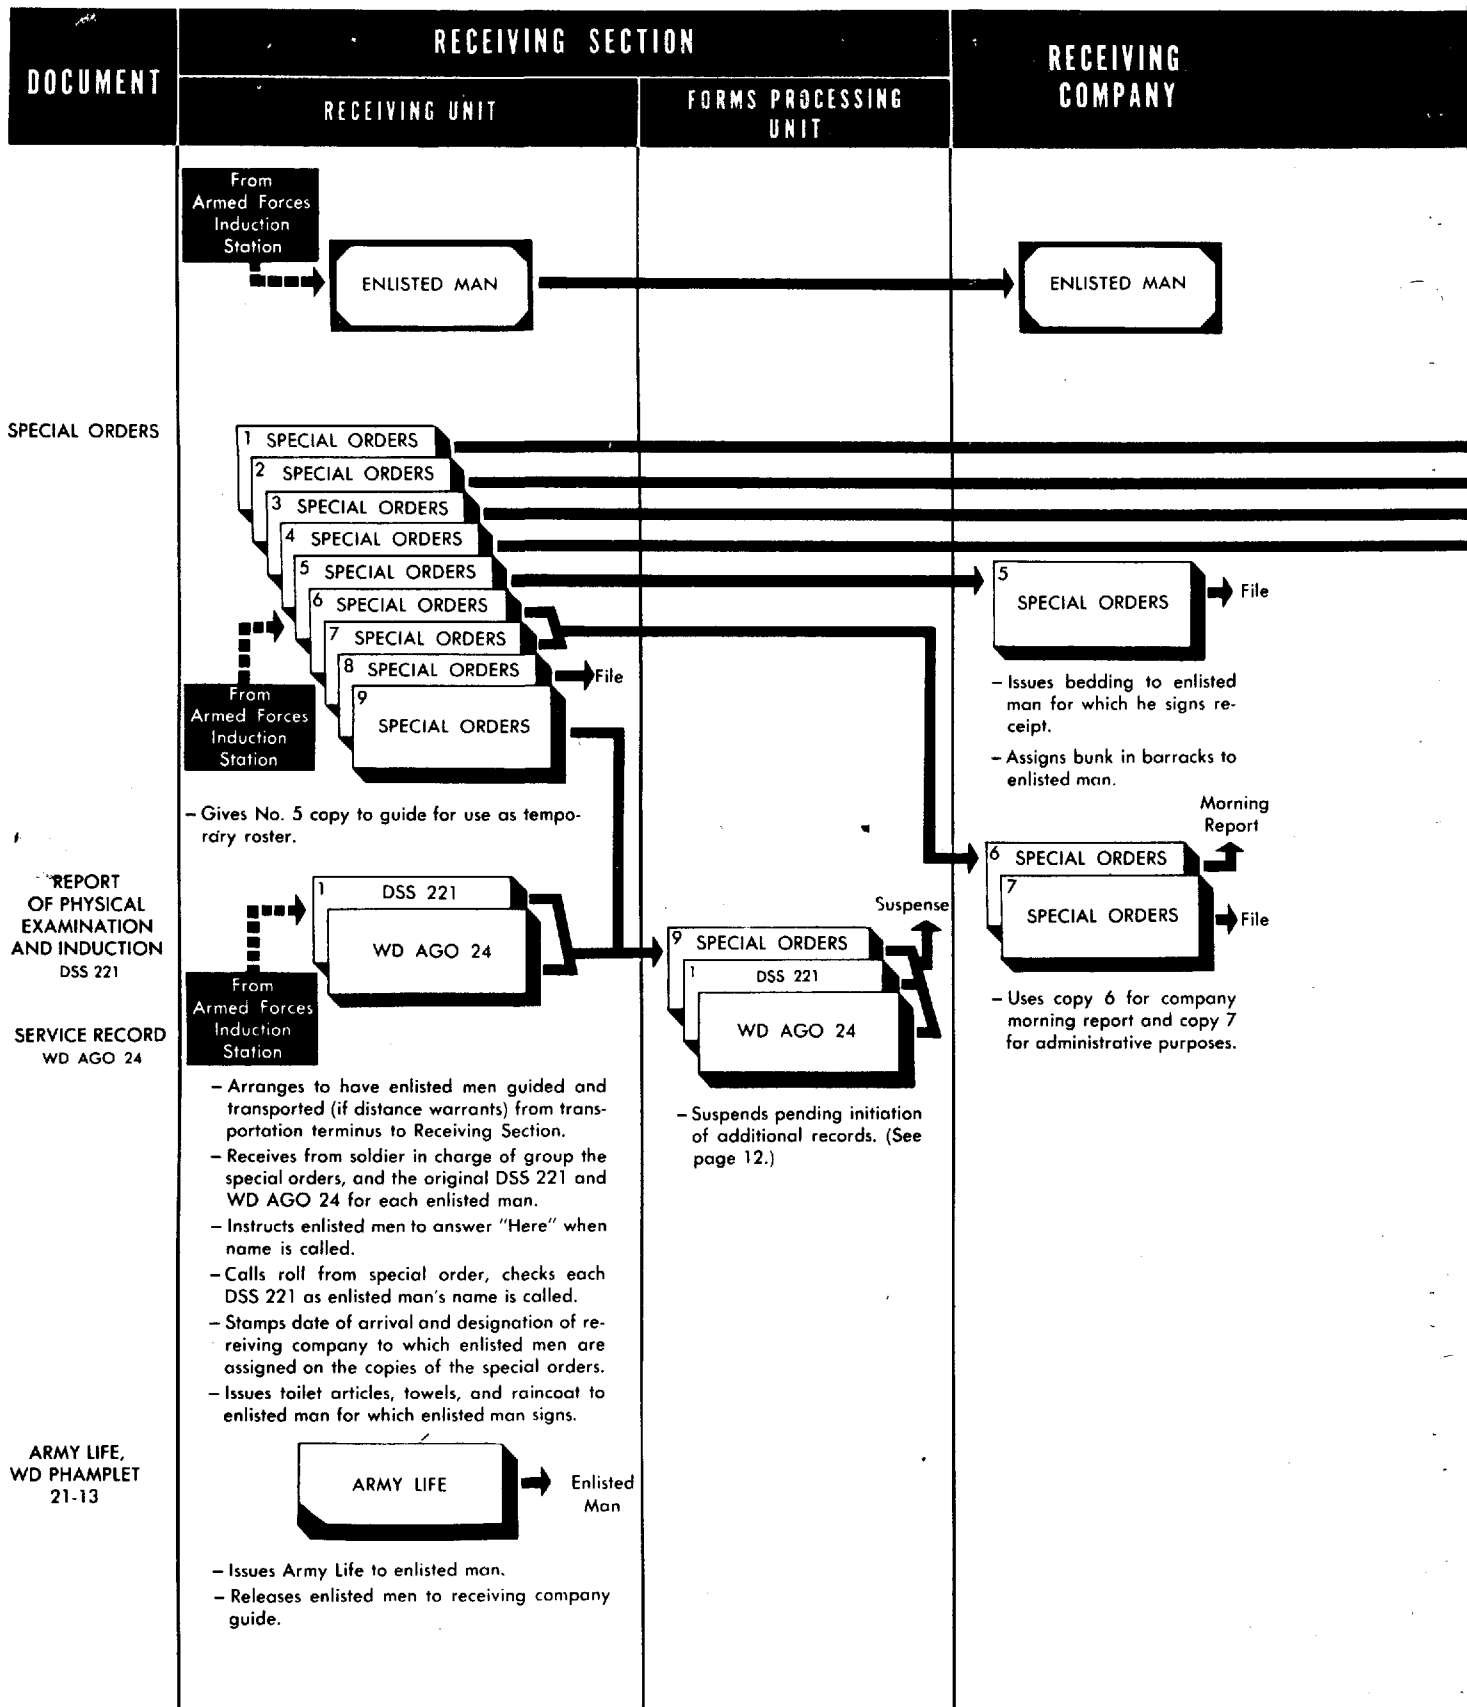 DOCUMENT
RECEIVING SECTION
RECEIVING UNIT
FORMS PROCESSING
UNIT
RECEIVING
COMPANY
From
Armed Forces
Induction
Station
ENLISTED MAN
ENLISTED MAN
SPECIAL ORDERS
1 SPECIAL ORDERS
2 SPECIAL ORDERS
3 SPECIAL ORDERS
4 SPECIAL ORDERS
5 SPECIAL ORDERS
6 SPECIAL ORDERS
7 SPECIAL ORDERS
8 SPECIAL ORDERS
File
9
SPECIAL ORDERS
From
Armed Forces
Induction
Station
– Gives No. 5 copy to guide for use as tempo-
rary roster.
5
SPECIAL ORDERS
File
– Issues bedding to enlisted
man for which he signs re-
ceipt.
– Assigns bunk in barracks to
enlisted man.
Morning
Report
6 SPECIAL ORDERS
7
SPECIAL ORDERS
File
– Uses copy 6 for company
morning report and copy 7
for administrative purposes.
REPORT
OF PHYSICAL
EXAMINATION
AND INDUCTION
DSS 221
SERVICE RECORD
WD AGO 24
1 DSS 221
WD AGO 24
From
Armed Forces
Induction
Station
Suspense
9 SPECIAL ORDERS
1 DSS 221
WD AGO 24
– Suspends pending initiation
of additional records. (See
page 12.)
– Arranges to have enlisted men guided and
transported (if distance warrants) from trans-
portation terminus to Receiving Section.
– Receives from soldier in charge of group the
special orders, and the original DSS 221 and
WD AGO 24 for each enlisted man.
– Instructs enlisted men to answer "Here" when
name is called.
– Calls roll from special order, checks each
DSS 221 as enlisted man's name is called.
– Stamps date of arrival and designation of re-
reiving company to which enlisted men are
assigned on the copies of the special orders.
– Issues toilet articles, towels, and raincoat to
enlisted man for which enlisted man signs.
ARMY LIFE,
WD PHAMPLET
21-13
ARMY LIFE
Enlisted
Man
– Issues Army Life to enlisted man.
– Releases enlisted men to receiving company
guide.